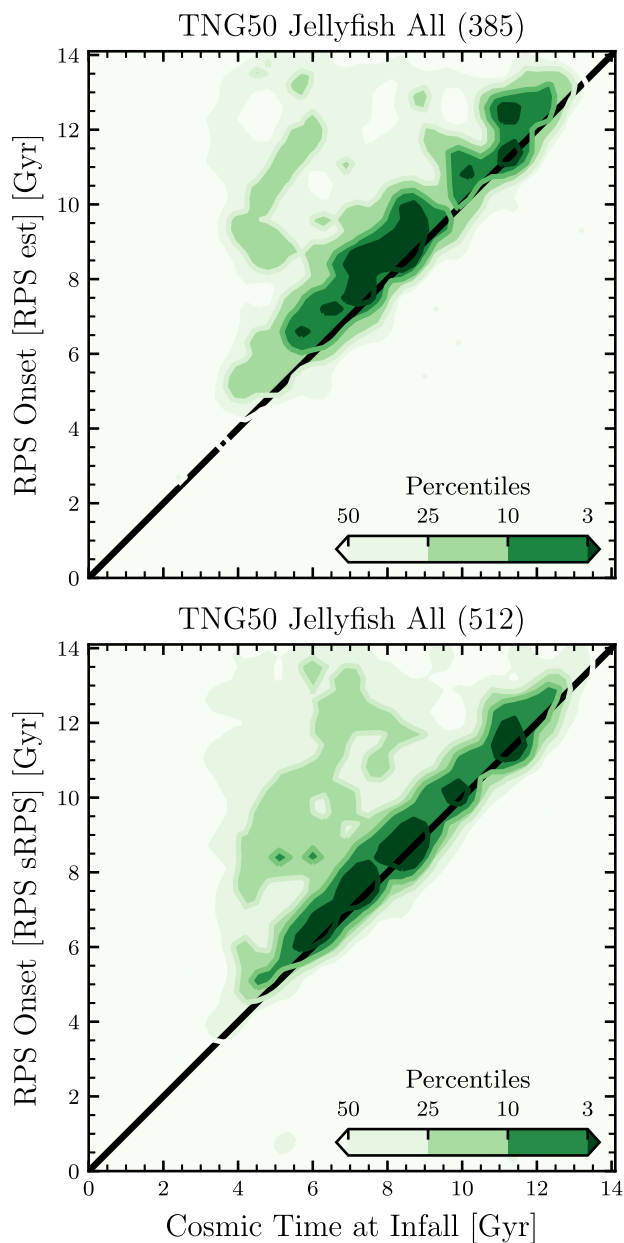 TNG50 Jellyfish All (385)
14
12
10
8
6
4
2
0
RPS Onset [RPS est] [Gyr]
Percentiles
50 25 10 3
TNG50 Jellyfish All (512)
14
12
10
8
6
4
2
0
RPS Onset [RPS sRPS] [Gyr]
Percentiles
50 25 10 3
0 2 4 6 8 10 12 14
Cosmic Time at Infall [Gyr]